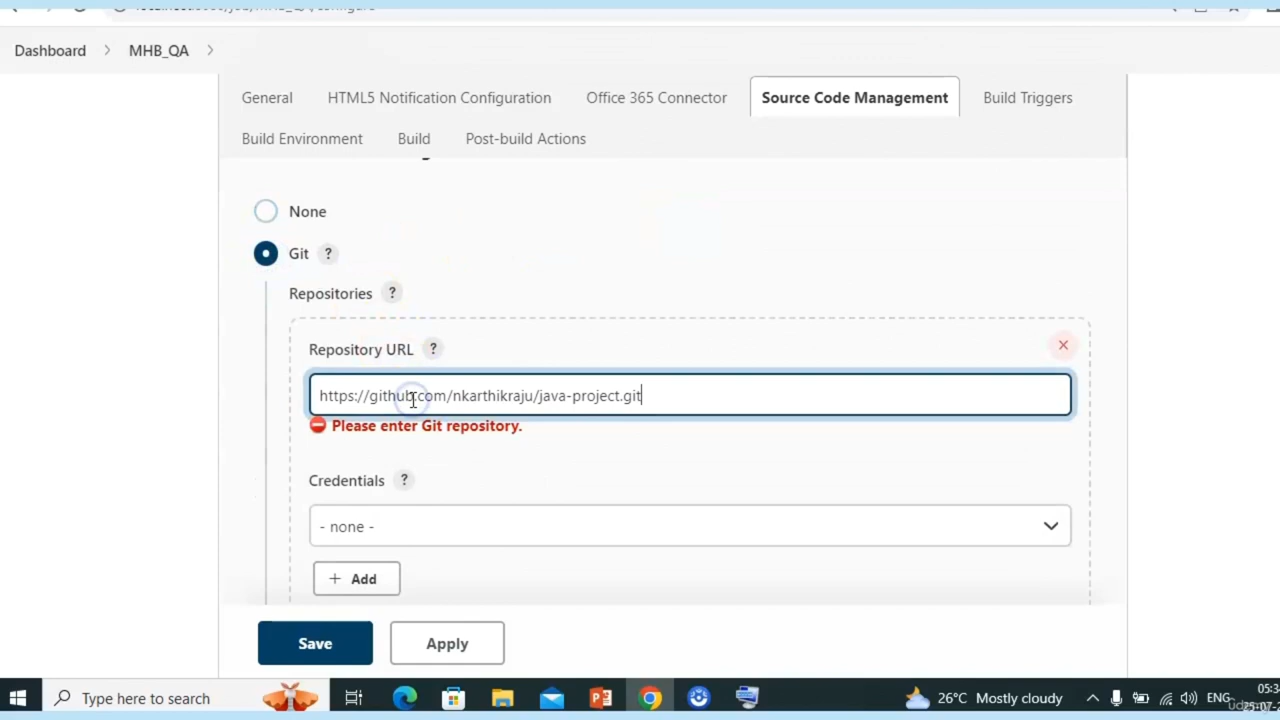 Dashboard > MHB_QA >
General HTML5 Notification Configuration Office 365 Connector Source Code Management Build Triggers
Build Environment Build Post-build Actions
None
Git ?
Repositories ?
Repository URL ?
https://github.com/nkarthikraju/java-project.git
Please enter Git repository.
Credentials ?
- none -
+ Add
Save Apply
Type here to search 26°C Mostly cloudy ENG